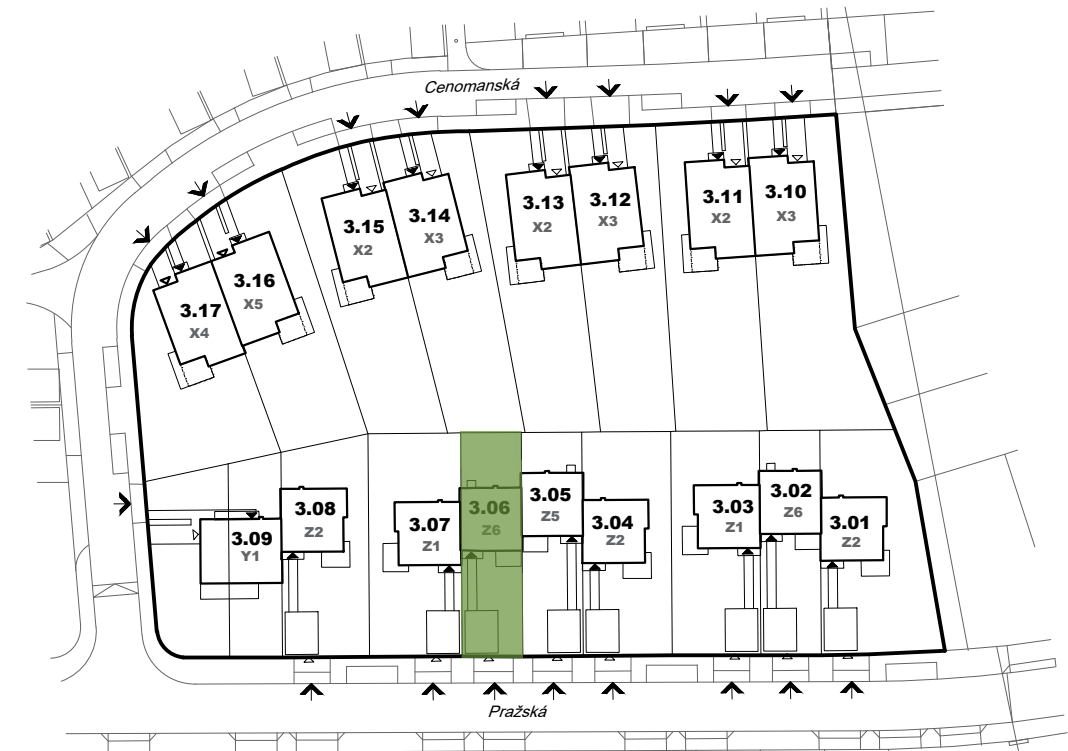 Cenomanská
3.17
X4
3.16
X5
3.15
X2
3.14
X3
3.13
X2
3.12
X3
3.11
X2
3.10
X3
3.09
Y1
3.08
Z2
3.07
Z1
3.06
Z6
3.05
Z5
3.04
Z2
3.03
Z1
3.02
Z6
3.01
Z2
Pražská